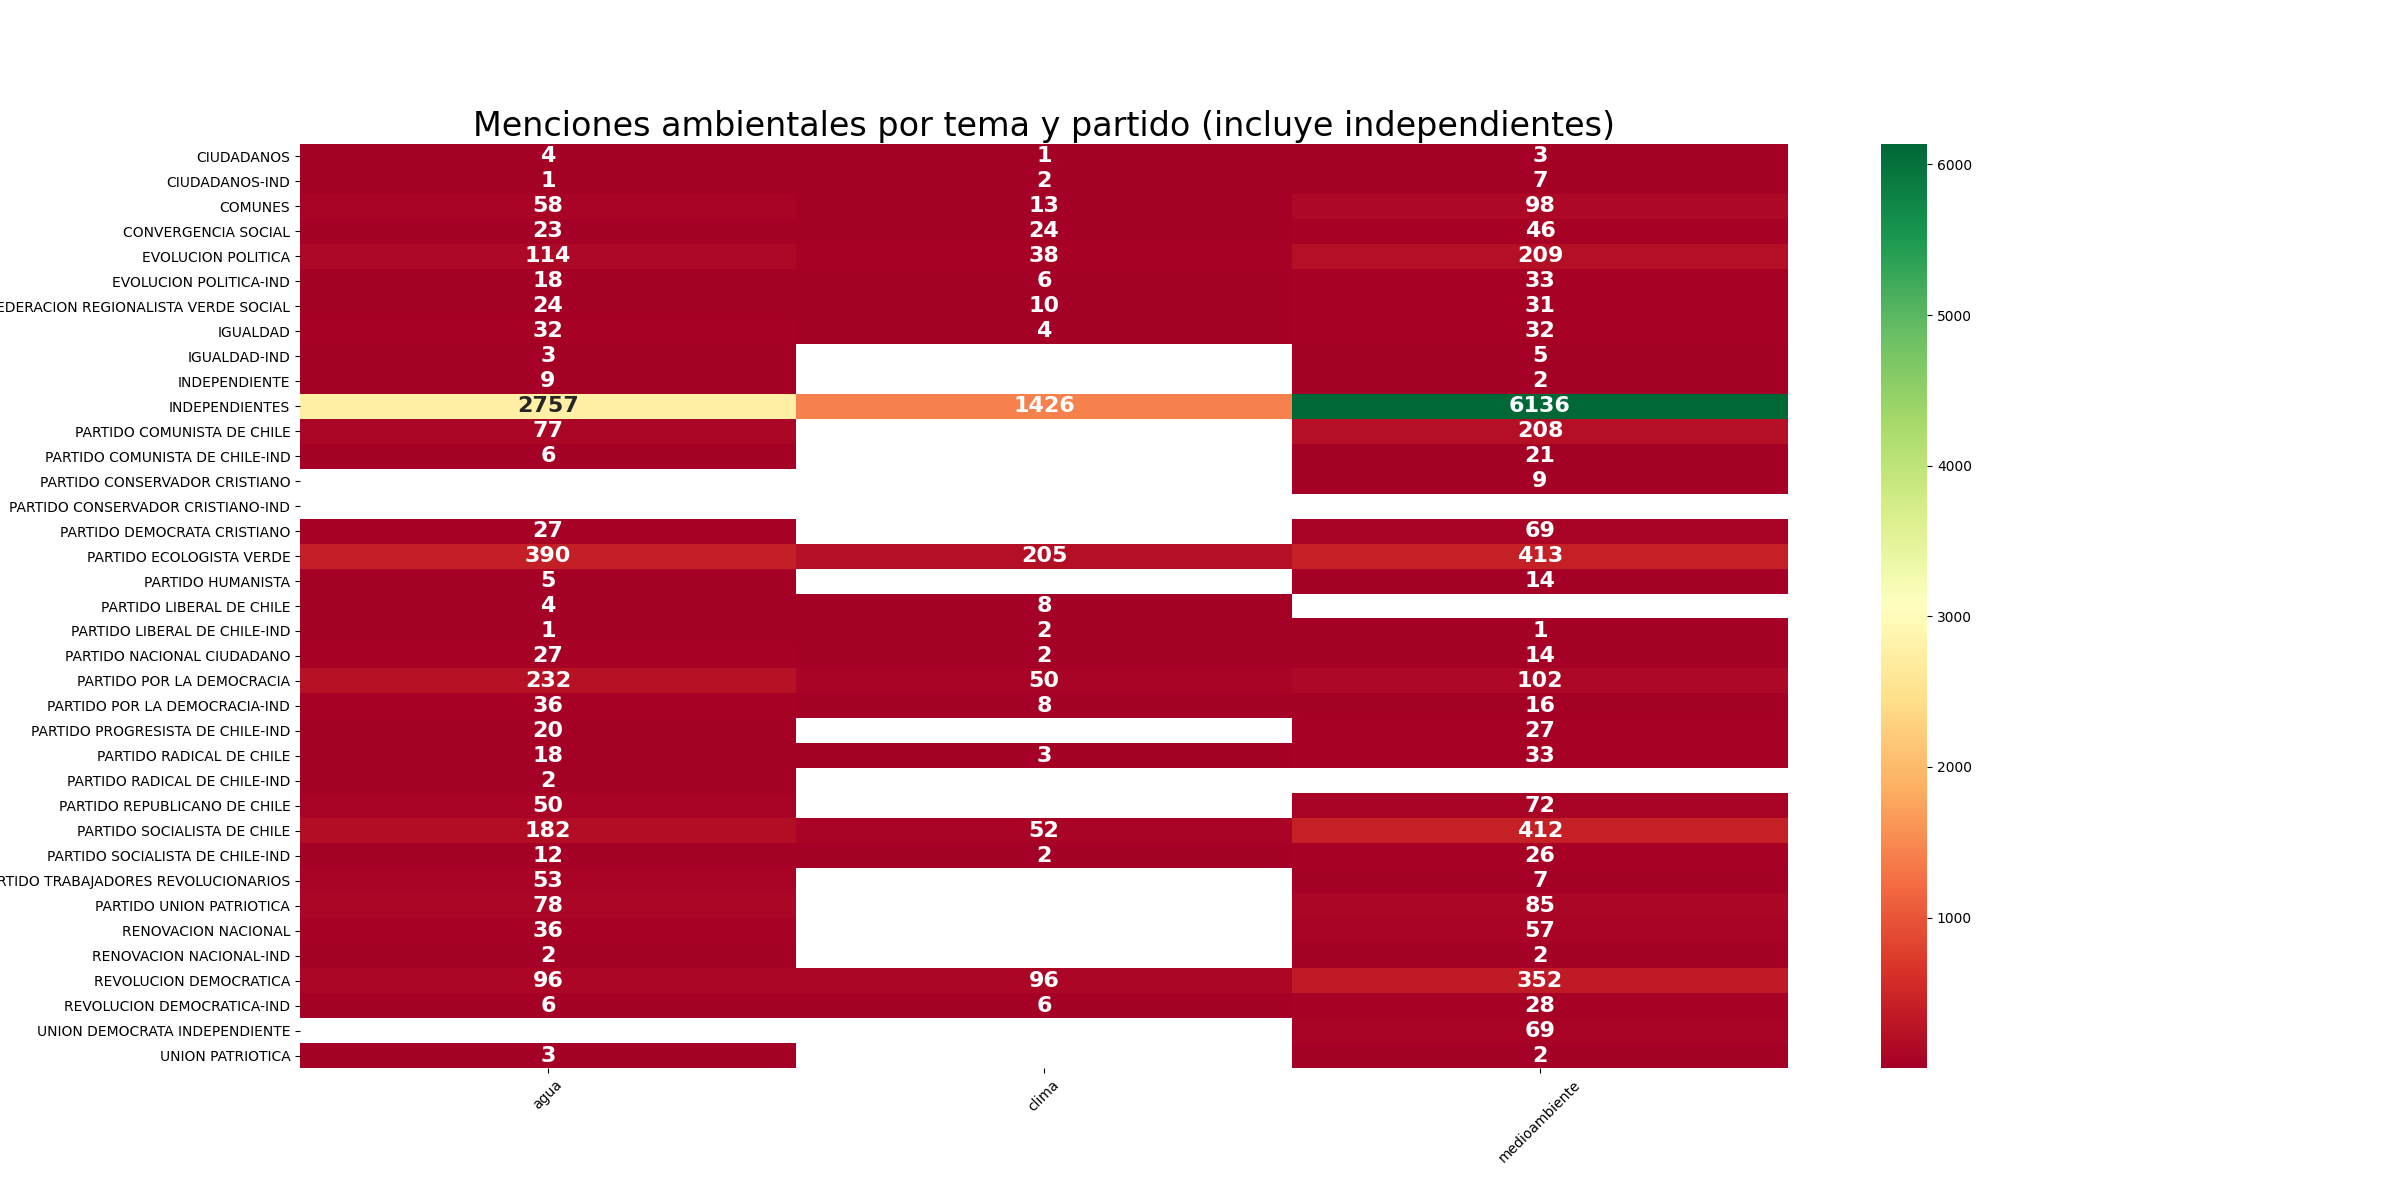 Menciones ambientales por tema y partido (incluye independientes)
CIUDADANOS 4 1 3
CIUDADANOS-IND 1 2 7
COMUNES 58 13 98
CONVERGENCIA SOCIAL 23 24 46
EVOLUCION POLITICA 114 38 209
EVOLUCION POLITICA-IND 18 6 33
EDERACION REGIONALISTA VERDE SOCIAL 24 10 31
IGUALDAD 32 4 32
IGUALDAD-IND 3 5
INDEPENDIENTE 9 2
INDEPENDIENTES 2757 1426 6136
PARTIDO COMUNISTA DE CHILE 77 208
PARTIDO COMUNISTA DE CHILE-IND 6 21
PARTIDO CONSERVADOR CRISTIANO 9
PARTIDO CONSERVADOR CRISTIANO-IND
PARTIDO DEMOCRATA CRISTIANO 27 69
PARTIDO ECOLOGISTA VERDE 390 205 413
PARTIDO HUMANISTA 5 14
PARTIDO LIBERAL DE CHILE 4 8
PARTIDO LIBERAL DE CHILE-IND 1 2 1
PARTIDO NACIONAL CIUDADANO 27 2 14
PARTIDO POR LA DEMOCRACIA 232 50 102
PARTIDO POR LA DEMOCRACIA-IND 36 8 16
PARTIDO PROGRESISTA DE CHILE-IND 20 27
PARTIDO RADICAL DE CHILE 18 3 33
PARTIDO RADICAL DE CHILE-IND 2
PARTIDO REPUBLICANO DE CHILE 50 72
PARTIDO SOCIALISTA DE CHILE 182 52 412
PARTIDO SOCIALISTA DE CHILE-IND 12 2 26
RTIDO TRABAJADORES REVOLUCIONARIOS 53 7
PARTIDO UNION PATRIOTICA 78 85
RENOVACION NACIONAL 36 57
RENOVACION NACIONAL-IND 2 2
REVOLUCION DEMOCRATICA 96 96 352
REVOLUCION DEMOCRATICA-IND 6 6 28
UNION DEMOCRATA INDEPENDIENTE 69
UNION PATRIOTICA 3 2
agua clima medioambiente
6000
5000
4000
3000
2000
1000